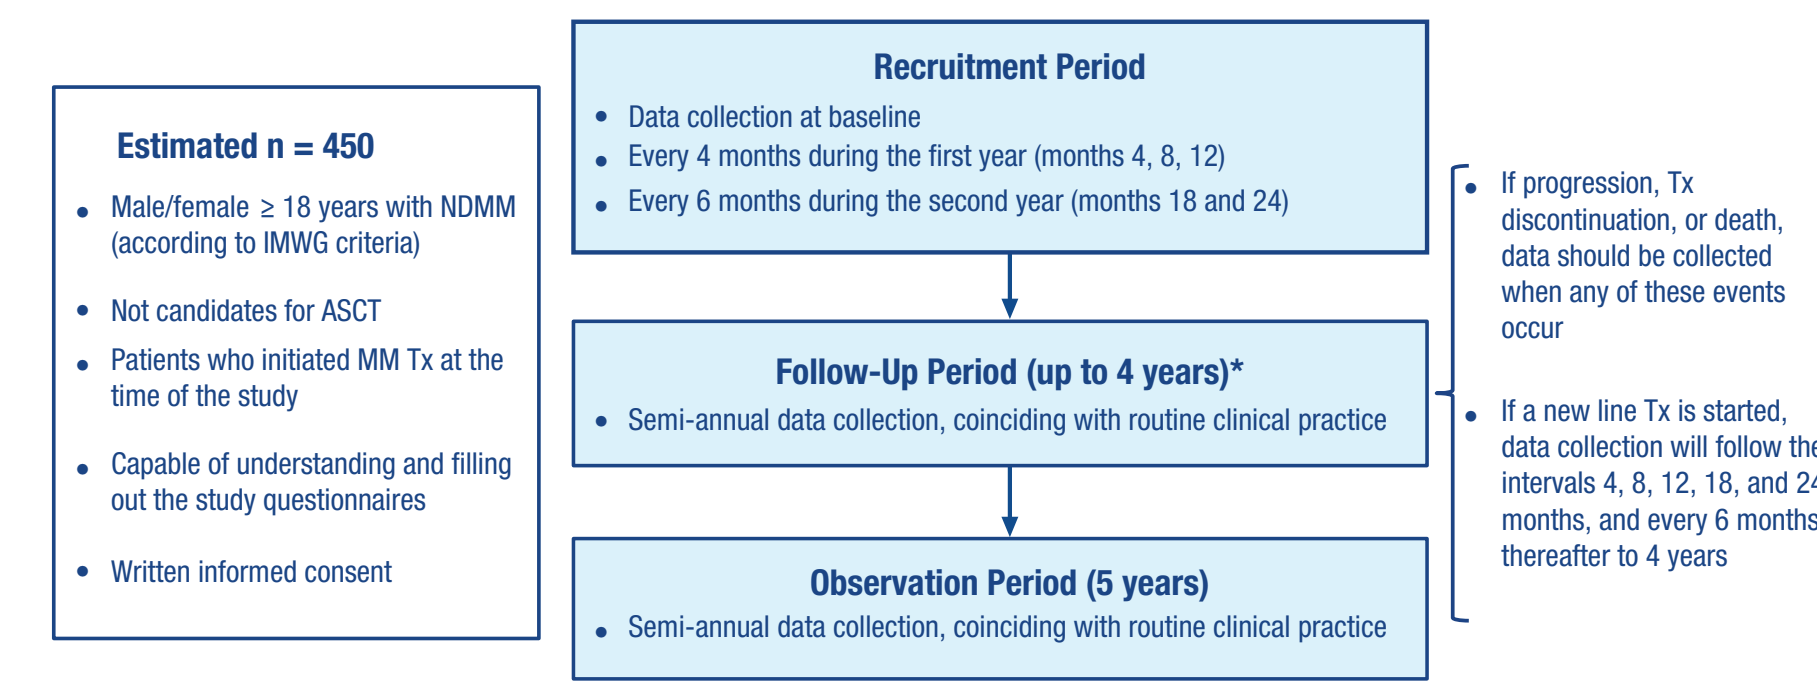 Estimated n = 450
• Male/female ≥ 18 years with NDMM
(according to IMWG criteria)
• Not candidates for ASCT
• Patients who initiated MM Tx at the
time of the study
• Capable of understanding and filling
out the study questionnaires
• Written informed consent
Recruitment Period
• Data collection at baseline
• Every 4 months during the first year (months 4, 8, 12)
• Every 6 months during the second year (months 18 and 24)
Follow-Up Period (up to 4 years)*
• Semi-annual data collection, coinciding with routine clinical practice
Observation Period (5 years)
• Semi-annual data collection, coinciding with routine clinical practice
• If progression, Tx
discontinuation, or death,
data should be collected
when any of these events
occur
• If a new line Tx is started,
data collection will follow the
intervals 4, 8, 12, 18, and 24
months, and every 6 months
thereafter to 4 years